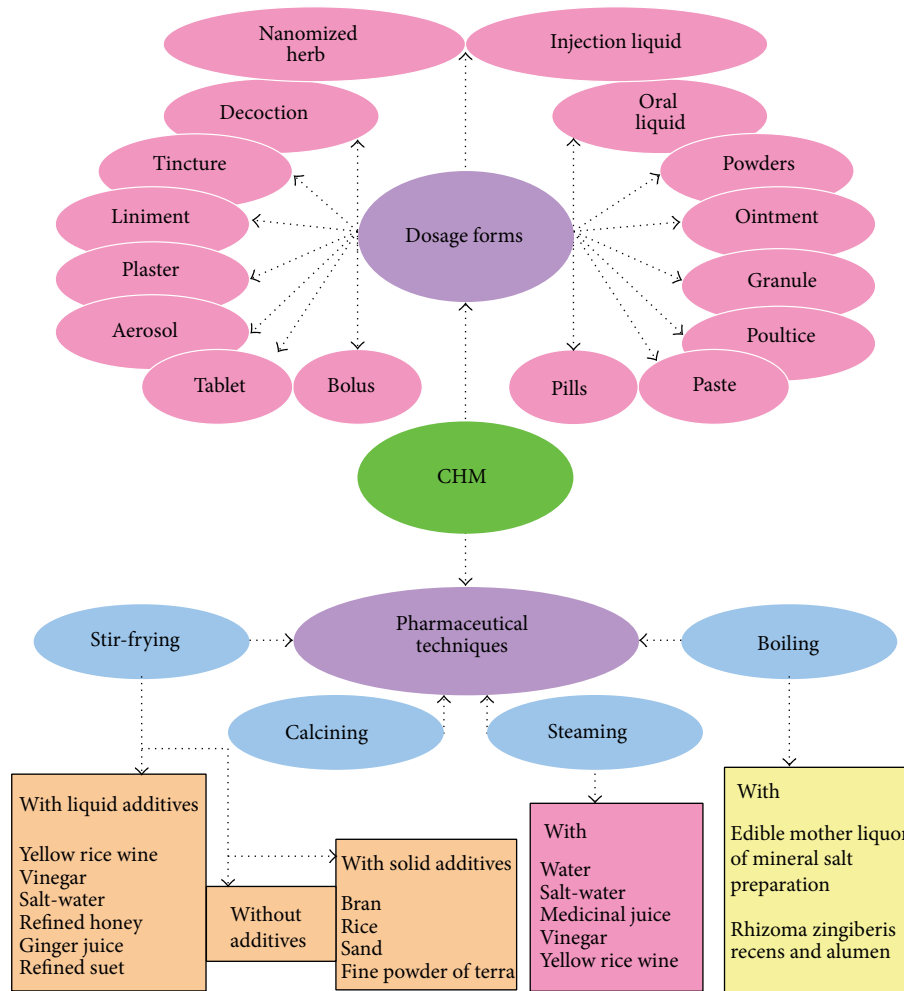 Nanomized
herb
Injection liquid
Decoction
Oral
liquid
Tincture
Powders
Liniment
Dosage forms
Ointment
Plaster
Granule
Aerosol
Poultice
Tablet
Bolus
Pills
Paste
CHM
Stir-frying
Pharmaceutical
techniques
Boiling
Calcining
Steaming
With liquid additives
Yellow rice wine
Vinegar
Salt-water
Refined honey
Ginger juice
Refined suet
Without
additives
With solid additives
Bran
Rice
Sand
Fine powder of terra
With
Water
Salt-water
Medicinal juice
Vinegar
Yellow rice wine
With
Edible mother liquor
of mineral salt
preparation
Rhizoma zingiberis
recens and alumen